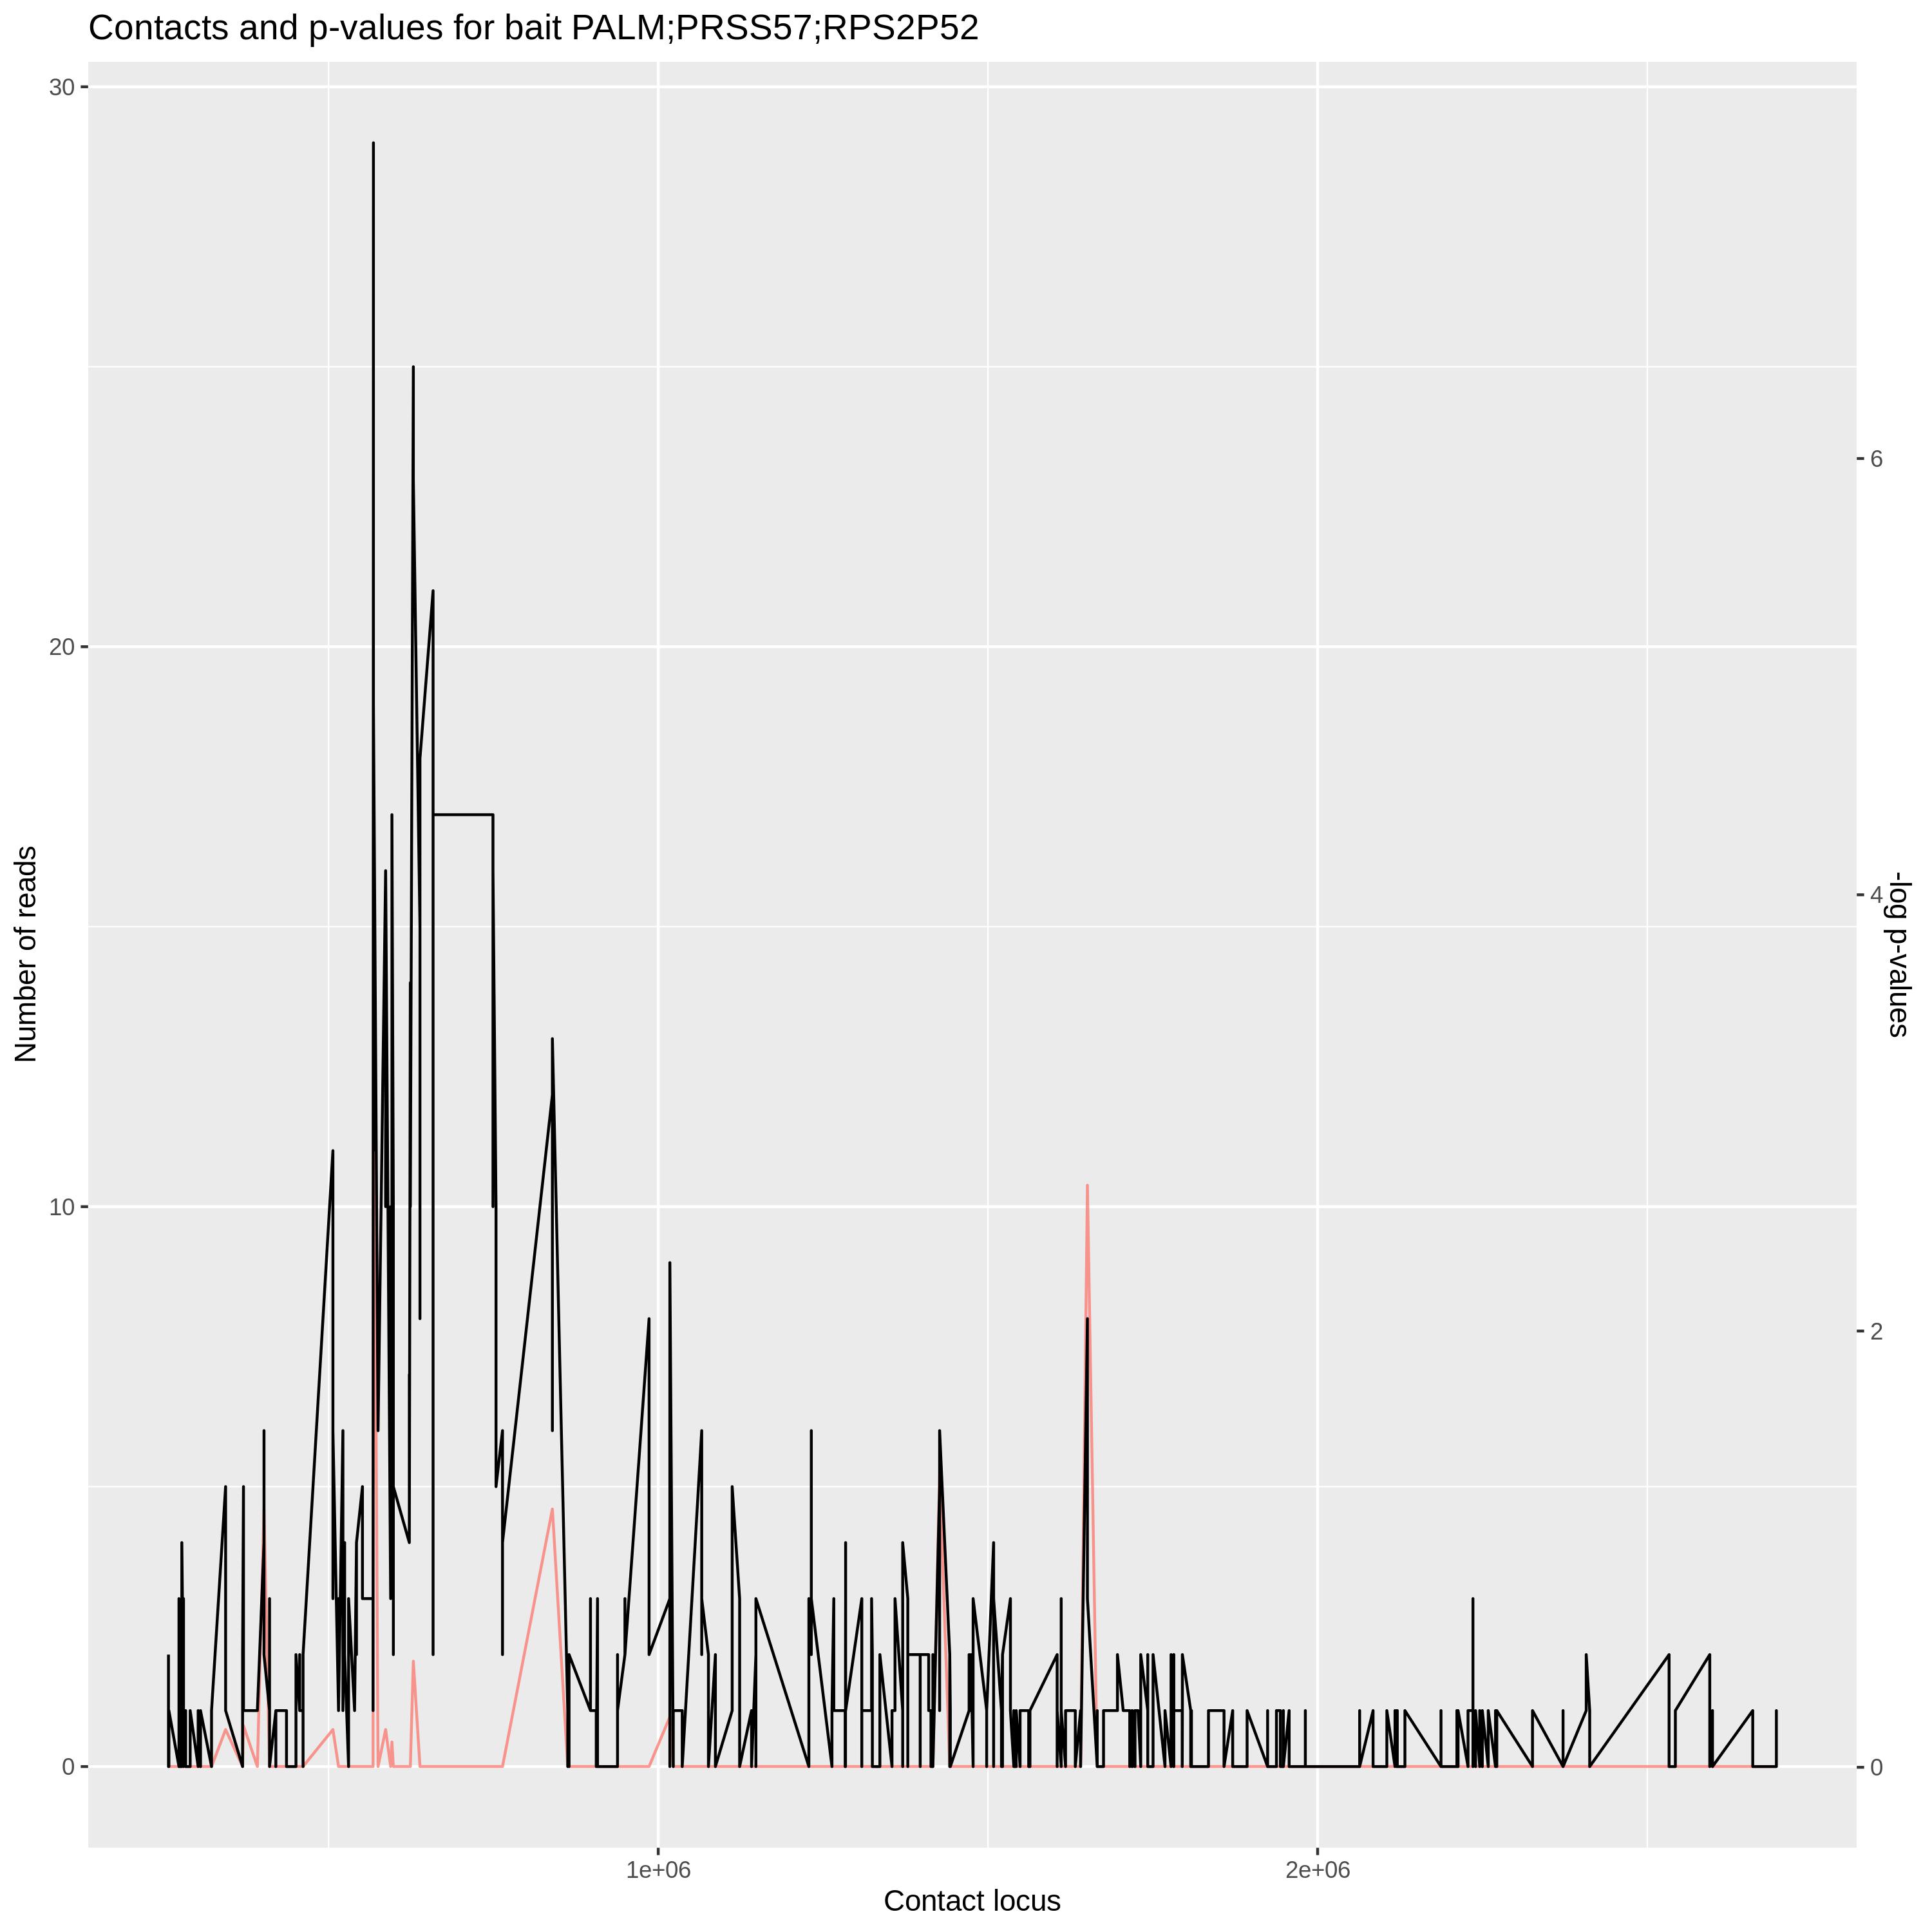 Contacts and p-values for bait PALM;PRSS57;RPS2P52
30
20
10
0
Number of reads
6
4
2
0
-log p-values
1e+06
2e+06
Contact locus